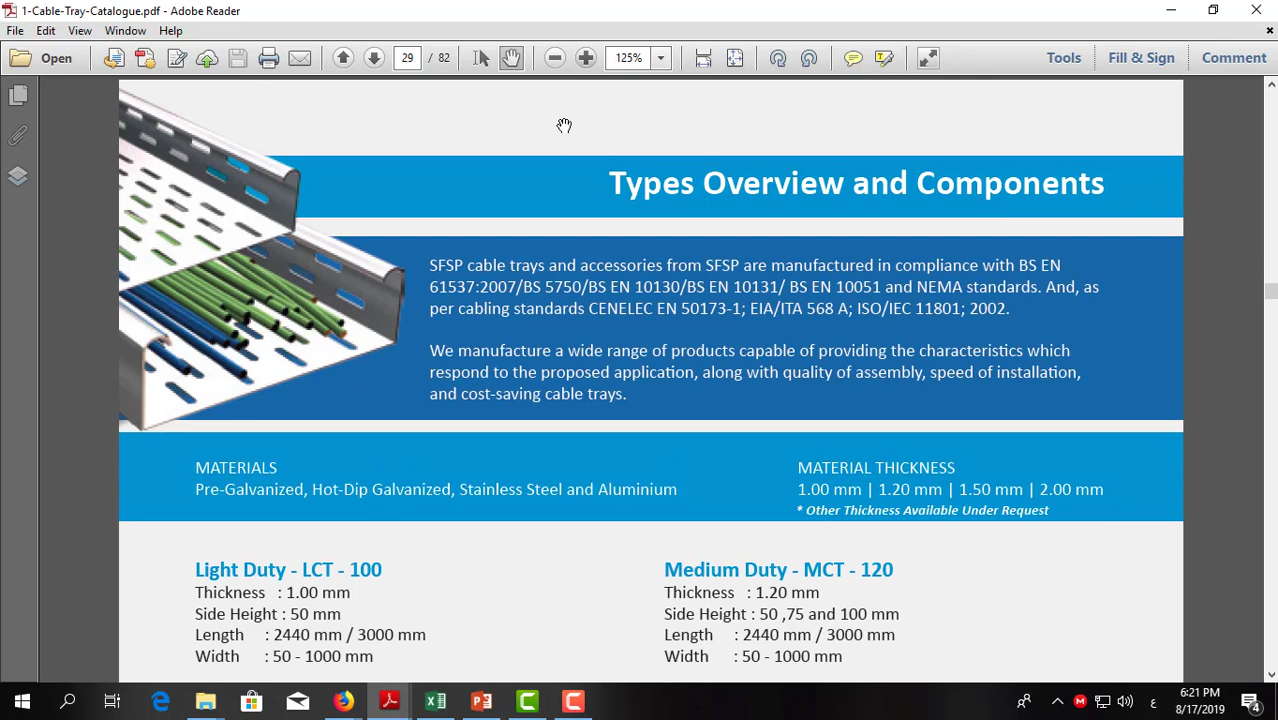 1-Cable-Tray-Catalogue.pdf - Adobe Reader
File Edit View Window Help
Open 29 / 82 125% Tools Fill & Sign Comment
Types Overview and Components
SFSP cable trays and accessories from SFSP are manufactured in compliance with BS EN
61537:2007/BS 5750/BS EN 10130/BS EN 10131/ BS EN 10051 and NEMA standards. And, as
per cabling standards CENELEC EN 50173-1; EIA/ITA 568 A; ISO/IEC 11801; 2002.
We manufacture a wide range of products capable of providing the characteristics which
respond to the proposed application, along with quality of assembly, speed of installation,
and cost-saving cable trays.
MATERIALS
Pre-Galvanized, Hot-Dip Galvanized, Stainless Steel and Aluminium
MATERIAL THICKNESS
1.00 mm | 1.20 mm | 1.50 mm | 2.00 mm
* Other Thickness Available Under Request
Light Duty - LCT - 100
Thickness : 1.00 mm
Side Height : 50 mm
Length : 2440 mm / 3000 mm
Width : 50 - 1000 mm
Medium Duty - MCT - 120
Thickness : 1.20 mm
Side Height : 50 ,75 and 100 mm
Length : 2440 mm / 3000 mm
Width : 50 - 1000 mm
ع
6:21 PM
8/17/2019
4